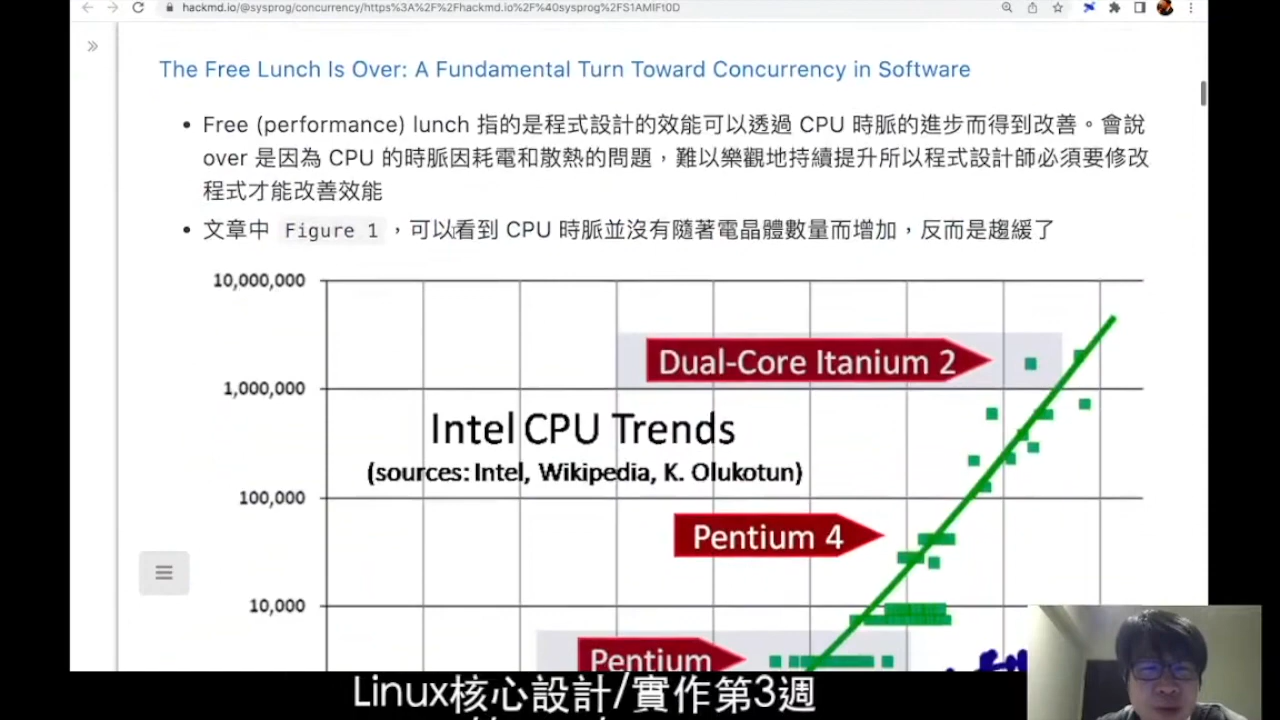 hackmd.io/@sysprog/concurrency/https%3A%2F%2Fhackmd.io%2F%40sysprog%2FS1AMIFt0D
The Free Lunch Is Over: A Fundamental Turn Toward Concurrency in Software
• Free (performance) lunch 指的是程式設計的效能可以透過 CPU 時脈的進步而得到改善。會說
over 是因為 CPU 的時脈因耗電和散熱的問題，難以樂觀地持續提升所以程式設計師必須要修改
程式才能改善效能
• 文章中 Figure 1 ，可以看到 CPU 時脈並沒有隨著電晶體數量而增加，反而是趨緩了
10,000,000
Dual-Core Itanium 2
1,000,000
Intel CPU Trends
(sources: Intel, Wikipedia, K. Olukotun)
100,000
Pentium 4
10,000
Pentium
Linux核心設計/實作第3週